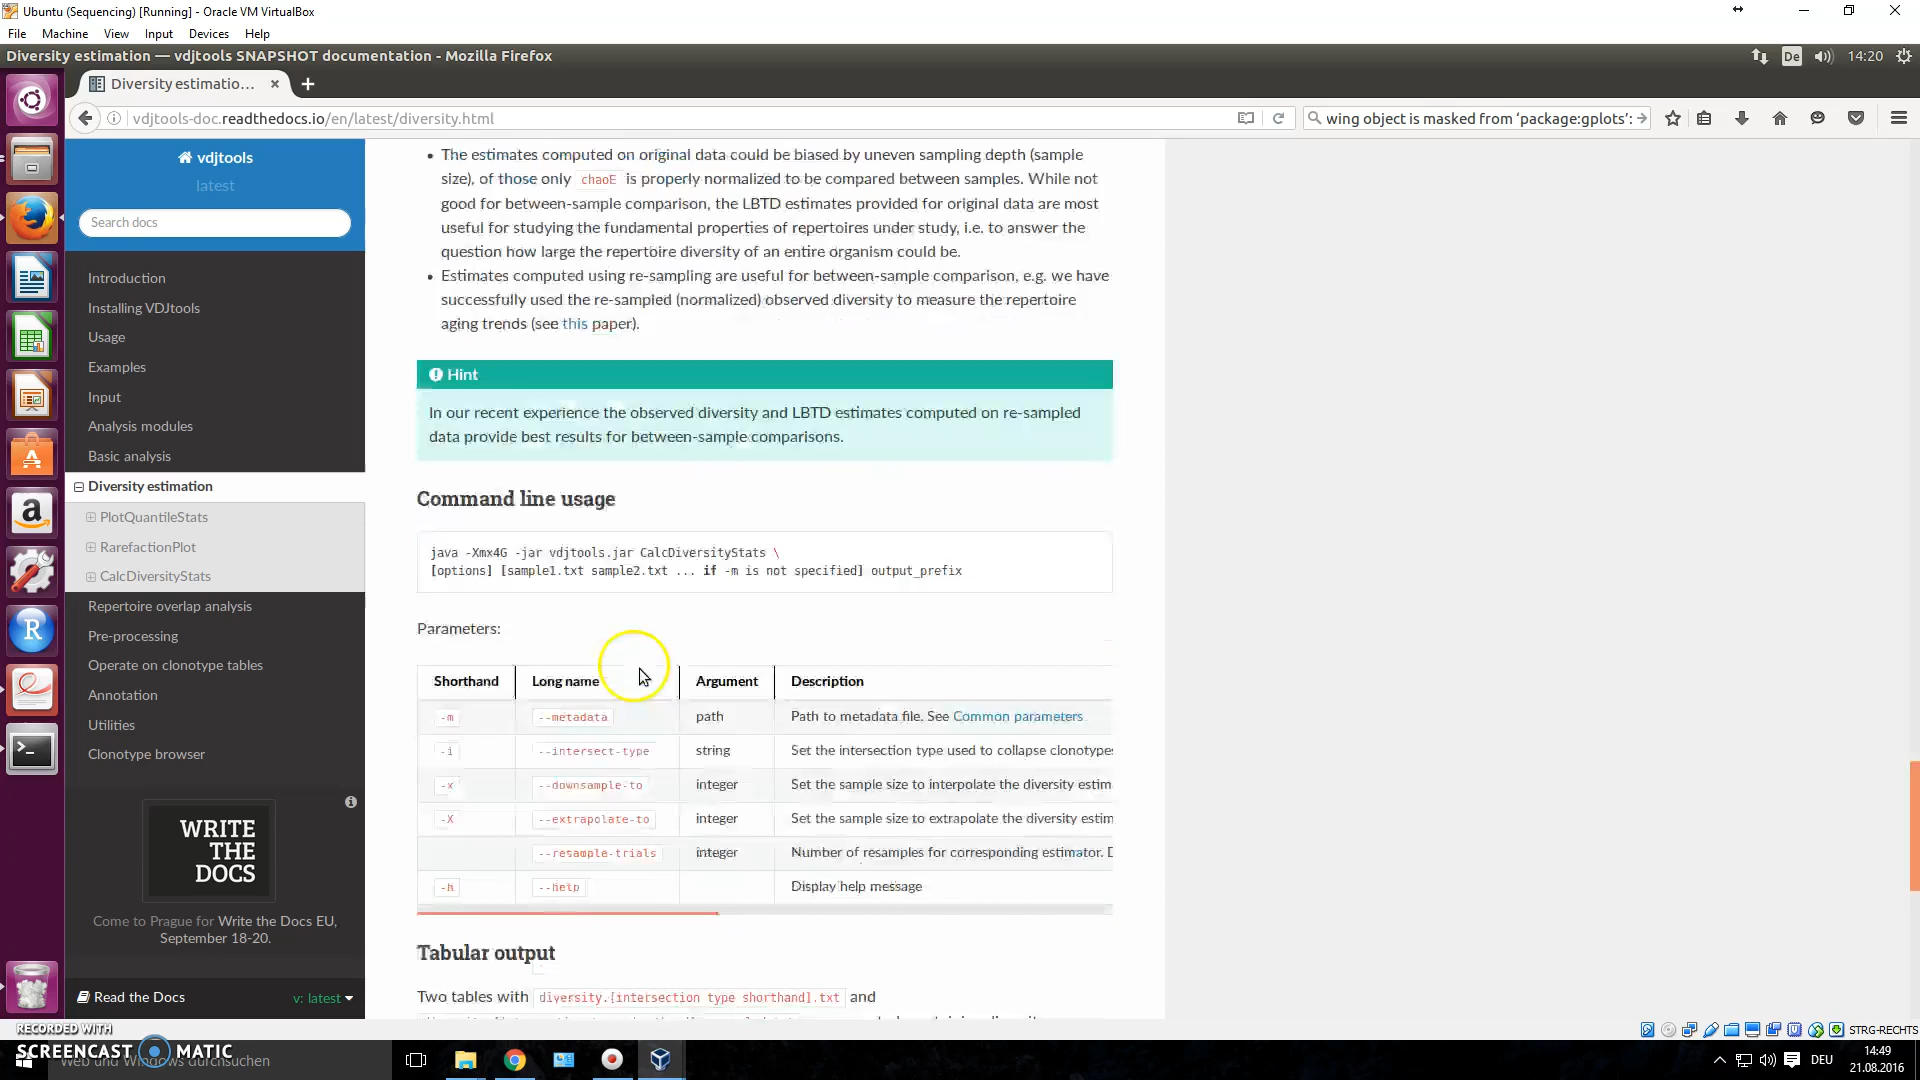 Ubuntu (Sequencing) [Running] - Oracle VM VirtualBox
File Machine View Input Devices Help
Diversity estimation — vdjtools SNAPSHOT documentation - Mozilla Firefox
De
14:20
Diversity estimatio...
vdjtools-doc.readthedocs.io/en/latest/diversity.html
wing object is masked from ‘package:gplots’:
vdjtools
latest
Search docs
Introduction
Installing VDJtools
Usage
Examples
Input
Analysis modules
Basic analysis
Diversity estimation
PlotQuantileStats
RarefactionPlot
CalcDiversityStats
Repertoire overlap analysis
Pre-processing
Operate on clonotype tables
Annotation
Utilities
Clonotype browser
WRITE
THE
DOCS
Come to Prague for Write the Docs EU,
September 18-20.
Read the Docs
v: latest
The estimates computed on original data could be biased by uneven sampling depth (sample
size), of those only chaoE is properly normalized to be compared between samples. While not
good for between-sample comparison, the LBTD estimates provided for original data are most
useful for studying the fundamental properties of repertoires under study, i.e. to answer the
question how large the repertoire diversity of an entire organism could be.
Estimates computed using re-sampling are useful for between-sample comparison, e.g. we have
successfully used the re-sampled (normalized) observed diversity to measure the repertoire
aging trends (see this paper).
Hint
In our recent experience the observed diversity and LBTD estimates computed on re-sampled
data provide best results for between-sample comparisons.
Command line usage
java -Xmx4G -jar vdjtools.jar CalcDiversityStats \
[options] [sample1.txt sample2.txt ... if -m is not specified] output_prefix
Parameters:
Shorthand Long name Argument Description
-m --metadata path Path to metadata file. See Common parameters
-i --intersect-type string Set the intersection type used to collapse clonotypes
-x --downsample-to integer Set the sample size to interpolate the diversity estim
-X --extrapolate-to integer Set the sample size to extrapolate the diversity estim
--resample-trials integer Number of resamples for corresponding estimator. D
-h --help Display help message
Tabular output
Two tables with diversity.[intersection type shorthand].txt and
STRG-RECHTS
RECORDED WITH
SCREENCAST MATIC
Web und Windows durchsuchen
DEU
14:49
21.08.2016